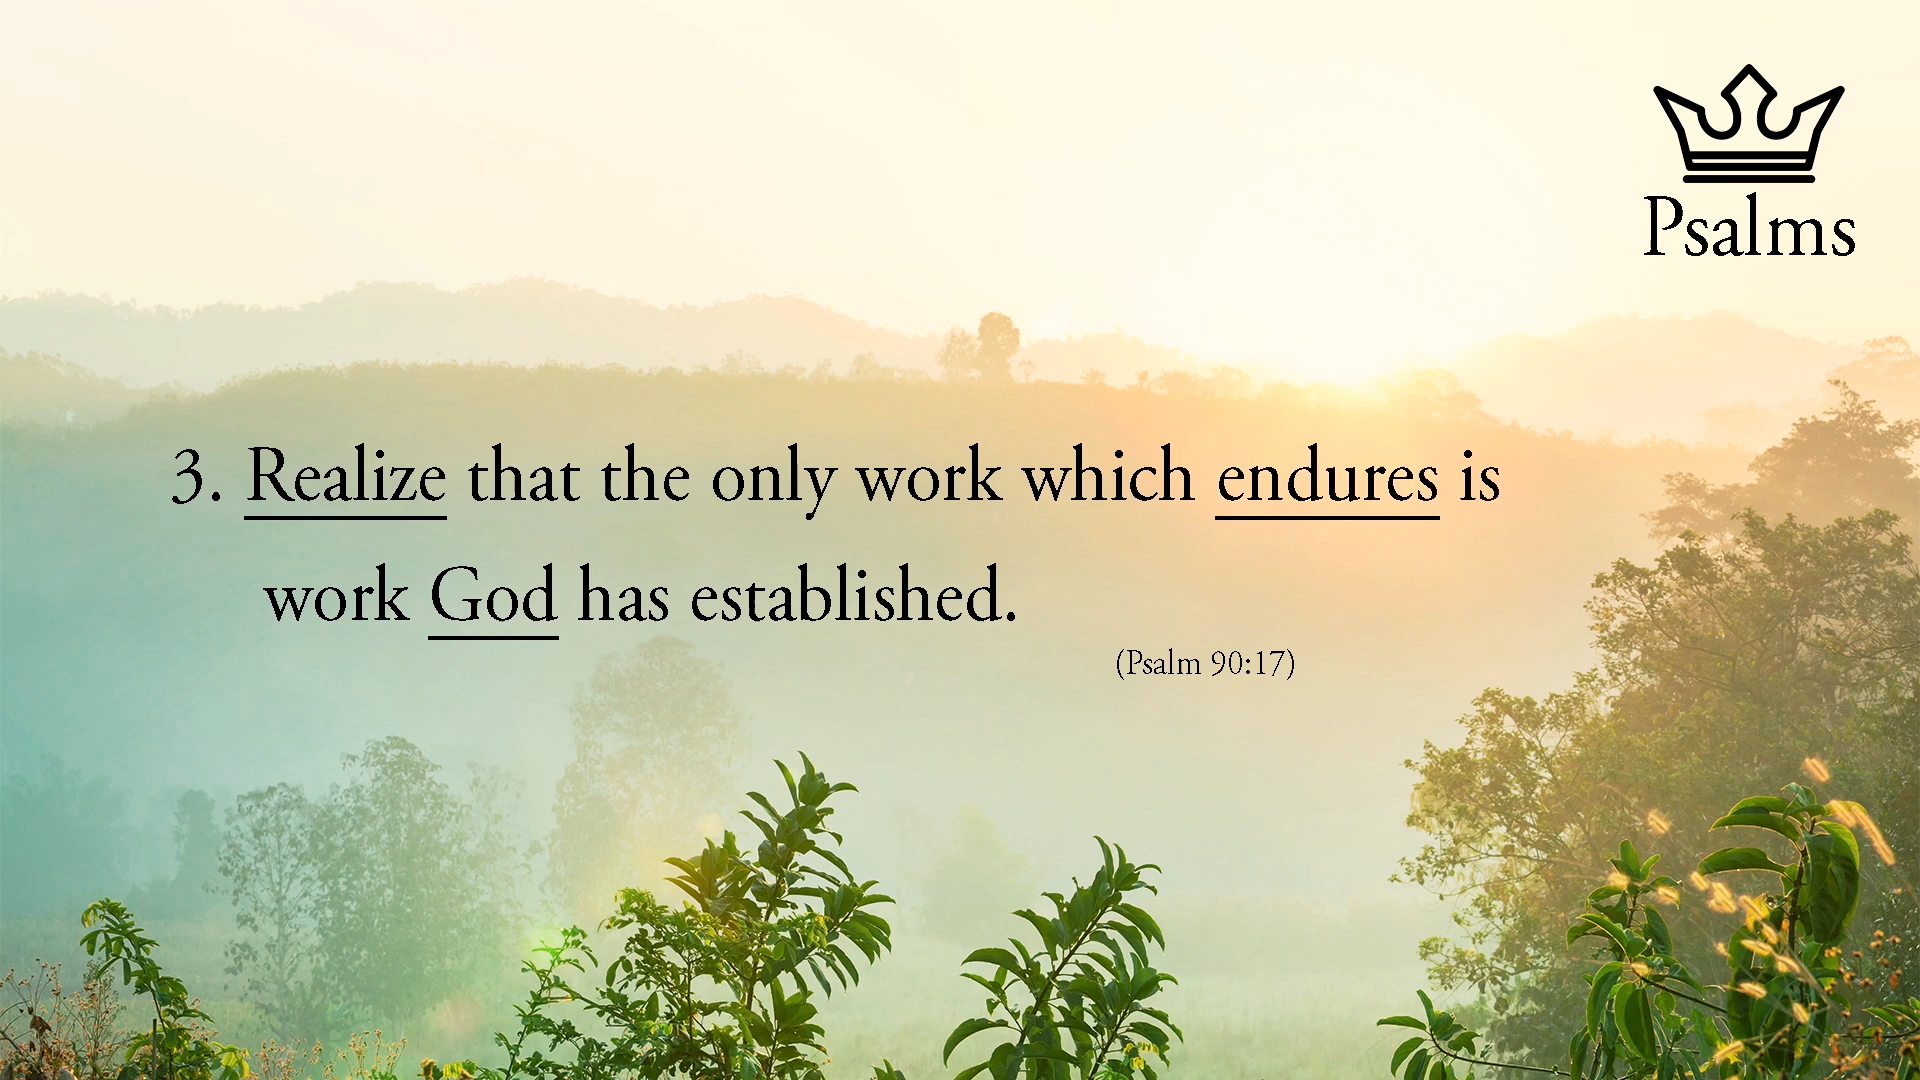 Psalms
3. Realize that the only work which endures is
work God has established.
(Psalm 90:17)